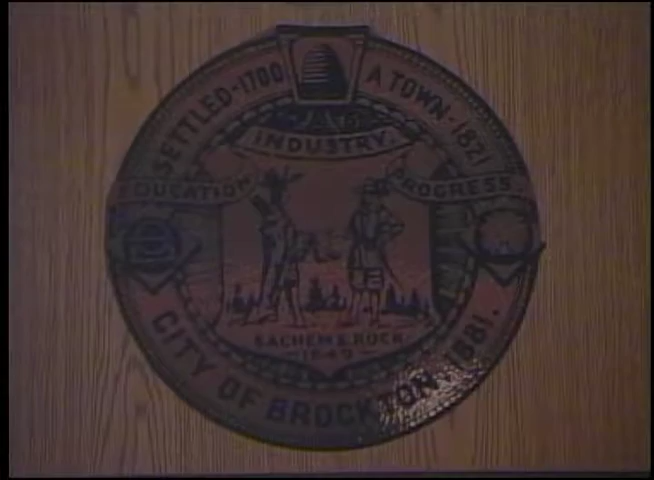 SETTLED-1700
A TOWN-1821
INDUSTRY.
EDUCATION
PROGRESS
SACHEM'S ROCK
-1649-
CITY OF BROCKTON, 1881.